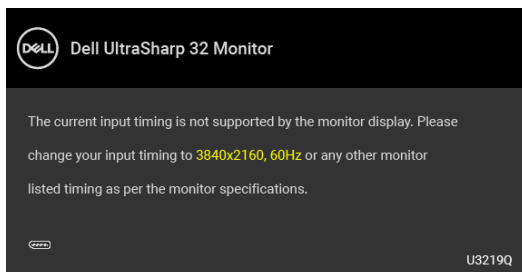 DELL
Dell UltraSharp 32 Monitor
The current input timing is not supported by the monitor display. Please
change your input timing to 3840x2160, 60Hz or any other monitor
listed timing as per the monitor specifications.
U3219Q